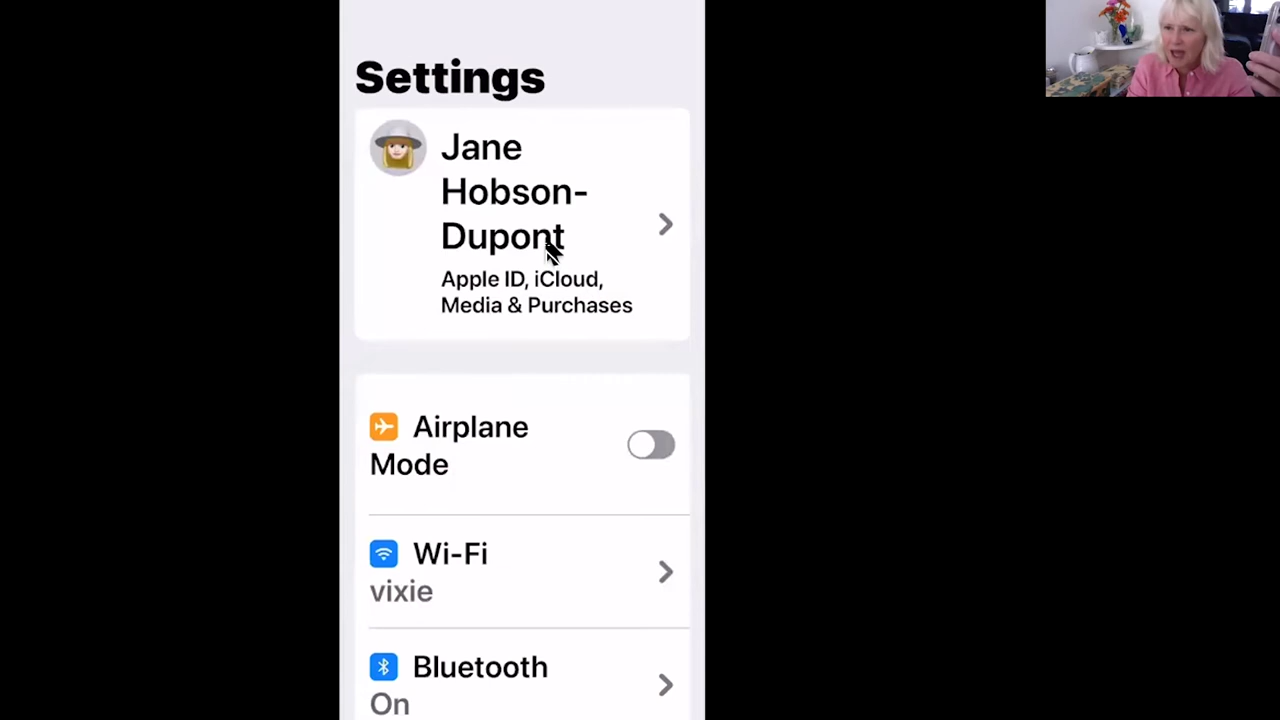 Settings
Jane
Hobson-
Dupont
Apple ID, iCloud,
Media & Purchases
Airplane
Mode
Wi-Fi
vixie
Bluetooth
On